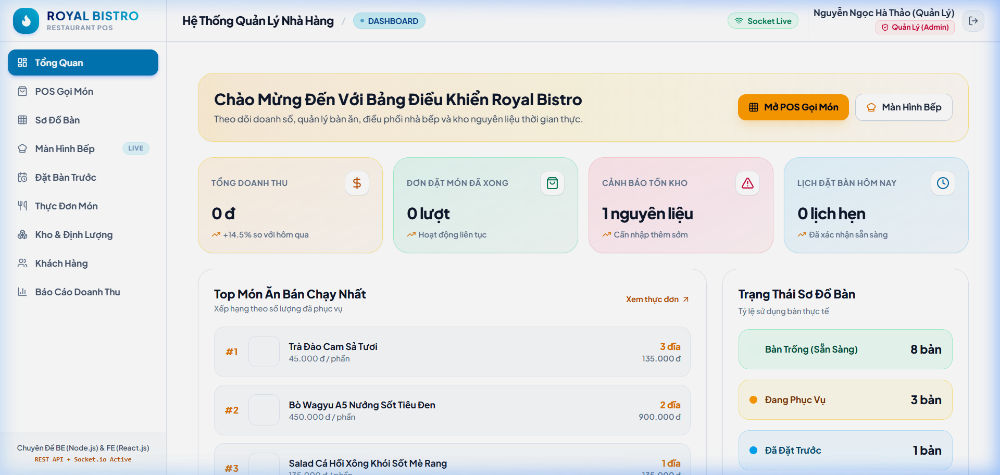 ROYAL BISTRO
RESTAURANT POS
Hệ Thống Quản Lý Nhà Hàng / DASHBOARD
Socket Live
Nguyễn Ngọc Hà Thảo (Quản Lý)
Quản Lý (Admin)
Tổng Quan
POS Gọi Món
Sơ Đồ Bàn
Màn Hình Bếp LIVE
Đặt Bàn Trước
Thực Đơn Món
Kho & Định Lượng
Khách Hàng
Báo Cáo Doanh Thu
Chuyên Đề BE (Node.js) & FE (React.js)
REST API + Socket.io Active
Chào Mừng Đến Với Bảng Điều Khiển Royal Bistro
Theo dõi doanh số, quản lý bàn ăn, điều phối nhà bếp và kho nguyên liệu thời gian thực.
Mở POS Gọi Món
Màn Hình Bếp
TỔNG DOANH THU
0 đ
+14.5% so với hôm qua
ĐƠN ĐẶT MÓN ĐÃ XONG
0 lượt
Hoạt động liên tục
CẢNH BÁO TỒN KHO
1 nguyên liệu
Cần nhập thêm sớm
LỊCH ĐẶT BÀN HÔM NAY
0 lịch hẹn
Đã xác nhận sẵn sàng
Top Món Ăn Bán Chạy Nhất
Xếp hạng theo số lượng đã phục vụ
Xem thực đơn
#1 Trà Đào Cam Sả Tươi 3 đĩa
45.000 đ / phần 135.000 đ
#2 Bò Wagyu A5 Nướng Sốt Tiêu Đen 2 đĩa
450.000 đ / phần 900.000 đ
#3 Salad Cá Hồi Xông Khói Sốt Mè Rang 1 đĩa
135.000 đ / phần 135.000 đ
Trạng Thái Sơ Đồ Bàn
Tỷ lệ sử dụng bàn thực tế
Bàn Trống (Sẵn Sàng) 8 bàn
Đang Phục Vụ 3 bàn
Đã Đặt Trước 1 bàn